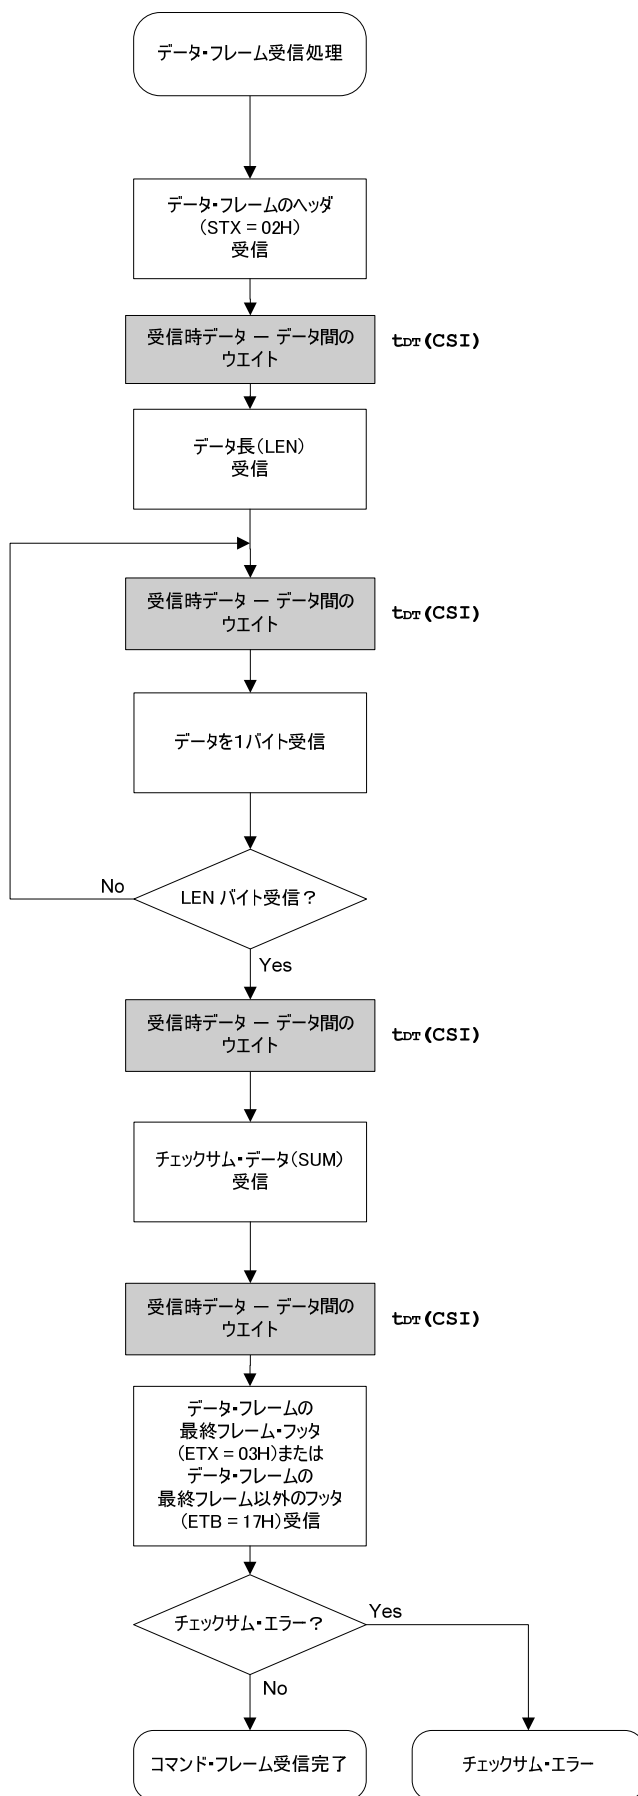 データ・フレーム受信処理
データ・フレームのヘッダ
(STX = 02H)
受信
受信時データ ― データ間の
ウエイト
tDT(CSI)
データ長(LEN)
受信
受信時データ ― データ間の
ウエイト
tDT(CSI)
データを1バイト受信
No
LEN バイト受信？
Yes
受信時データ ― データ間の
ウエイト
tDT(CSI)
チェックサム・データ(SUM)
受信
受信時データ ― データ間の
ウエイト
tDT(CSI)
データ・フレームの
最終フレーム・フッタ
(ETX = 03H)または
データ・フレームの
最終フレーム以外のフッタ
(ETB = 17H)受信
チェックサム・エラー？
Yes
No
コマンド・フレーム受信完了
チェックサム・エラー